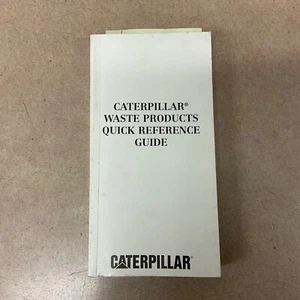 CATERPILLAR®
WASTE PRODUCTS
QUICK REFERENCE
GUIDE
CATERPILLAR®